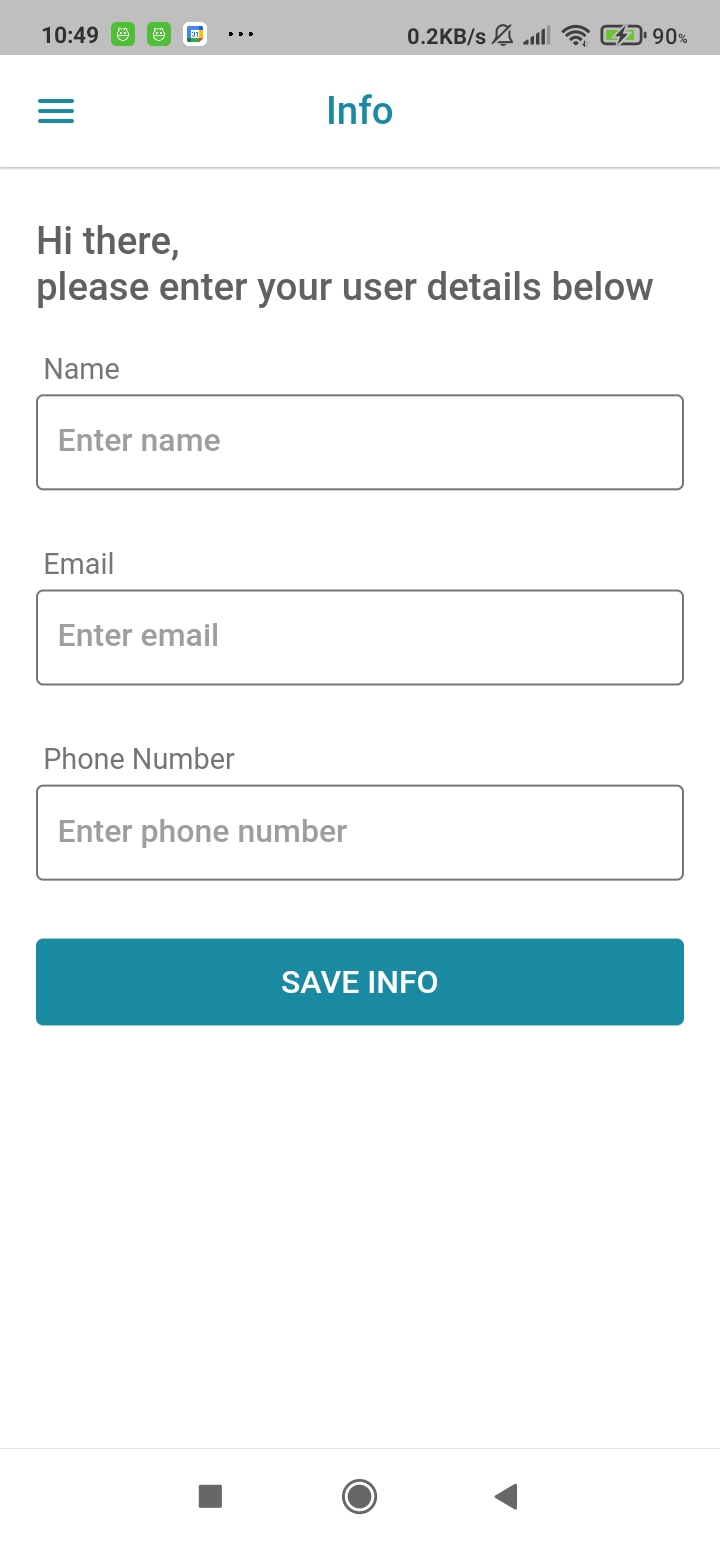 10:49 31 0.2KB/s 90%
Info
Hi there,
please enter your user details below
Name
Enter name
Email
Enter email
Phone Number
Enter phone number
SAVE INFO